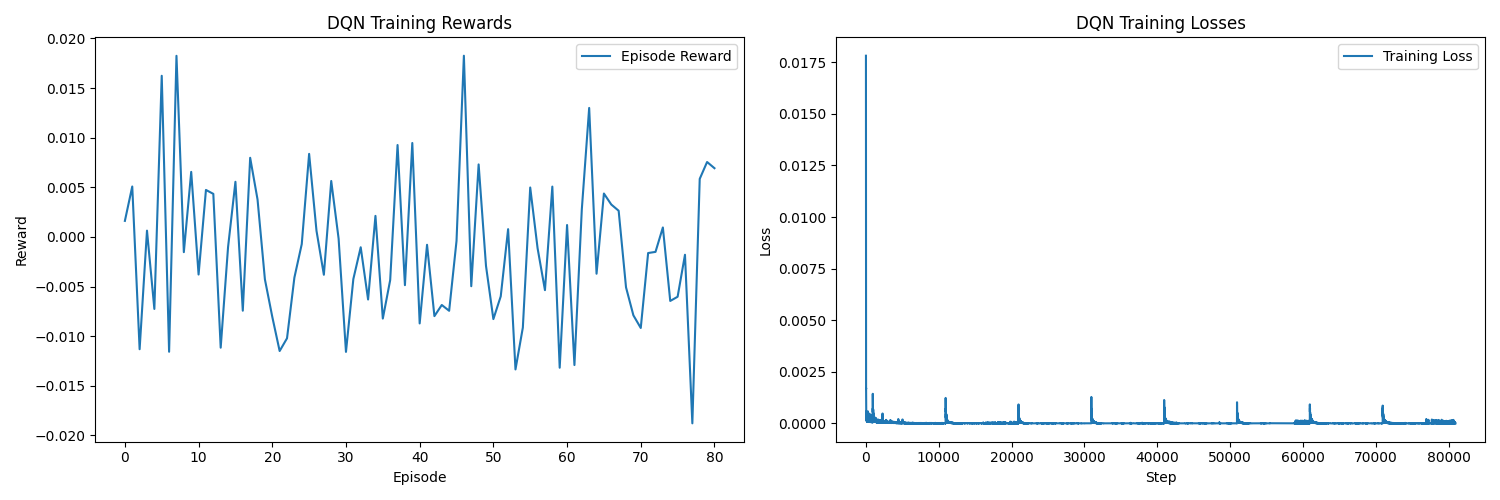 DQN Training Rewards
Episode Reward
0.020
0.015
0.010
0.005
0.000
−0.005
−0.010
−0.015
−0.020
Reward
0 10 20 30 40 50 60 70 80
Episode
DQN Training Losses
Training Loss
0.0175
0.0150
0.0125
0.0100
0.0075
0.0050
0.0025
0.0000
Loss
0 10000 20000 30000 40000 50000 60000 70000 80000
Step